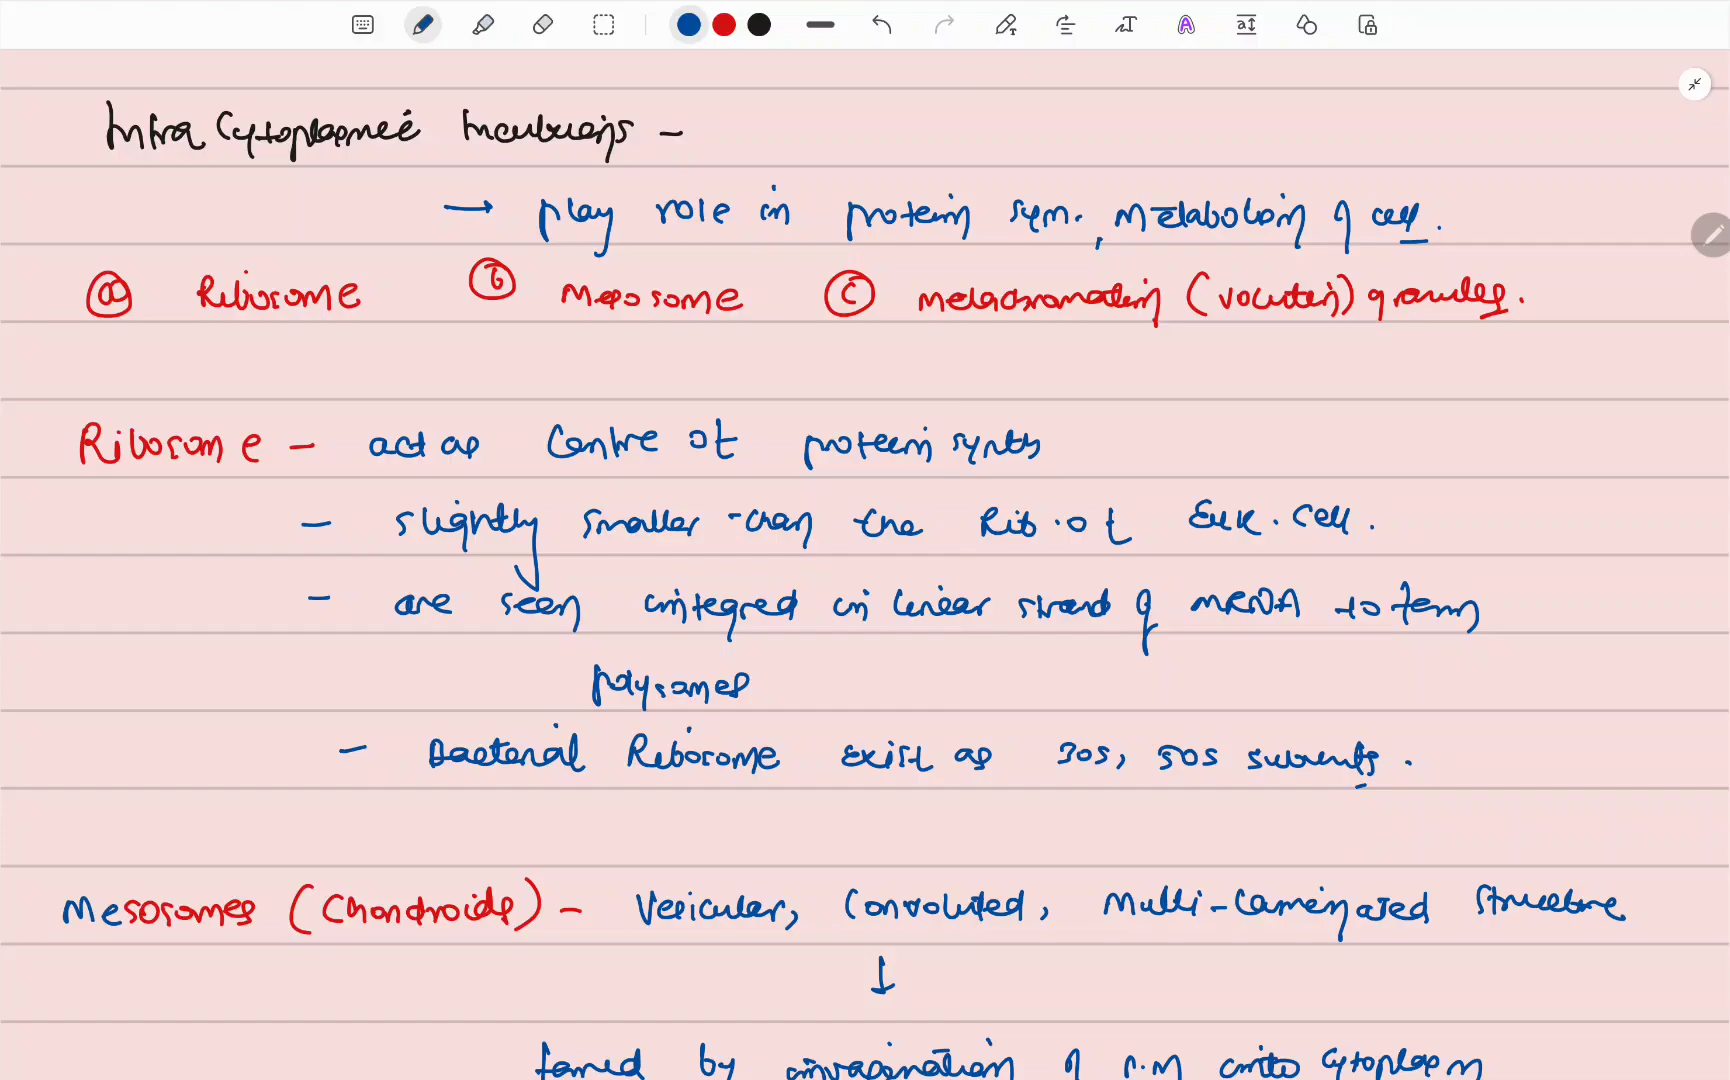 Intra Cytoplasmic Inclusions -
→ play role in protein syn., metabolism of cell.
ⓐ Ribosome ⓑ Mesosome ⓒ metachromatin (volutin) granules.
Ribosome - act as Centre of protein synths
- slightly smaller than the Rib. of Euk. cell.
- are seen integred in linear strand of mRNA to form
polysomes
- Bacterial Ribosome exist as 30s, 50s subunits.
Mesosomes (Chondroids) - Vesicular, Convoluted, Multi-laminated structure
↓
formed by invagination of P.M into cytoplasm